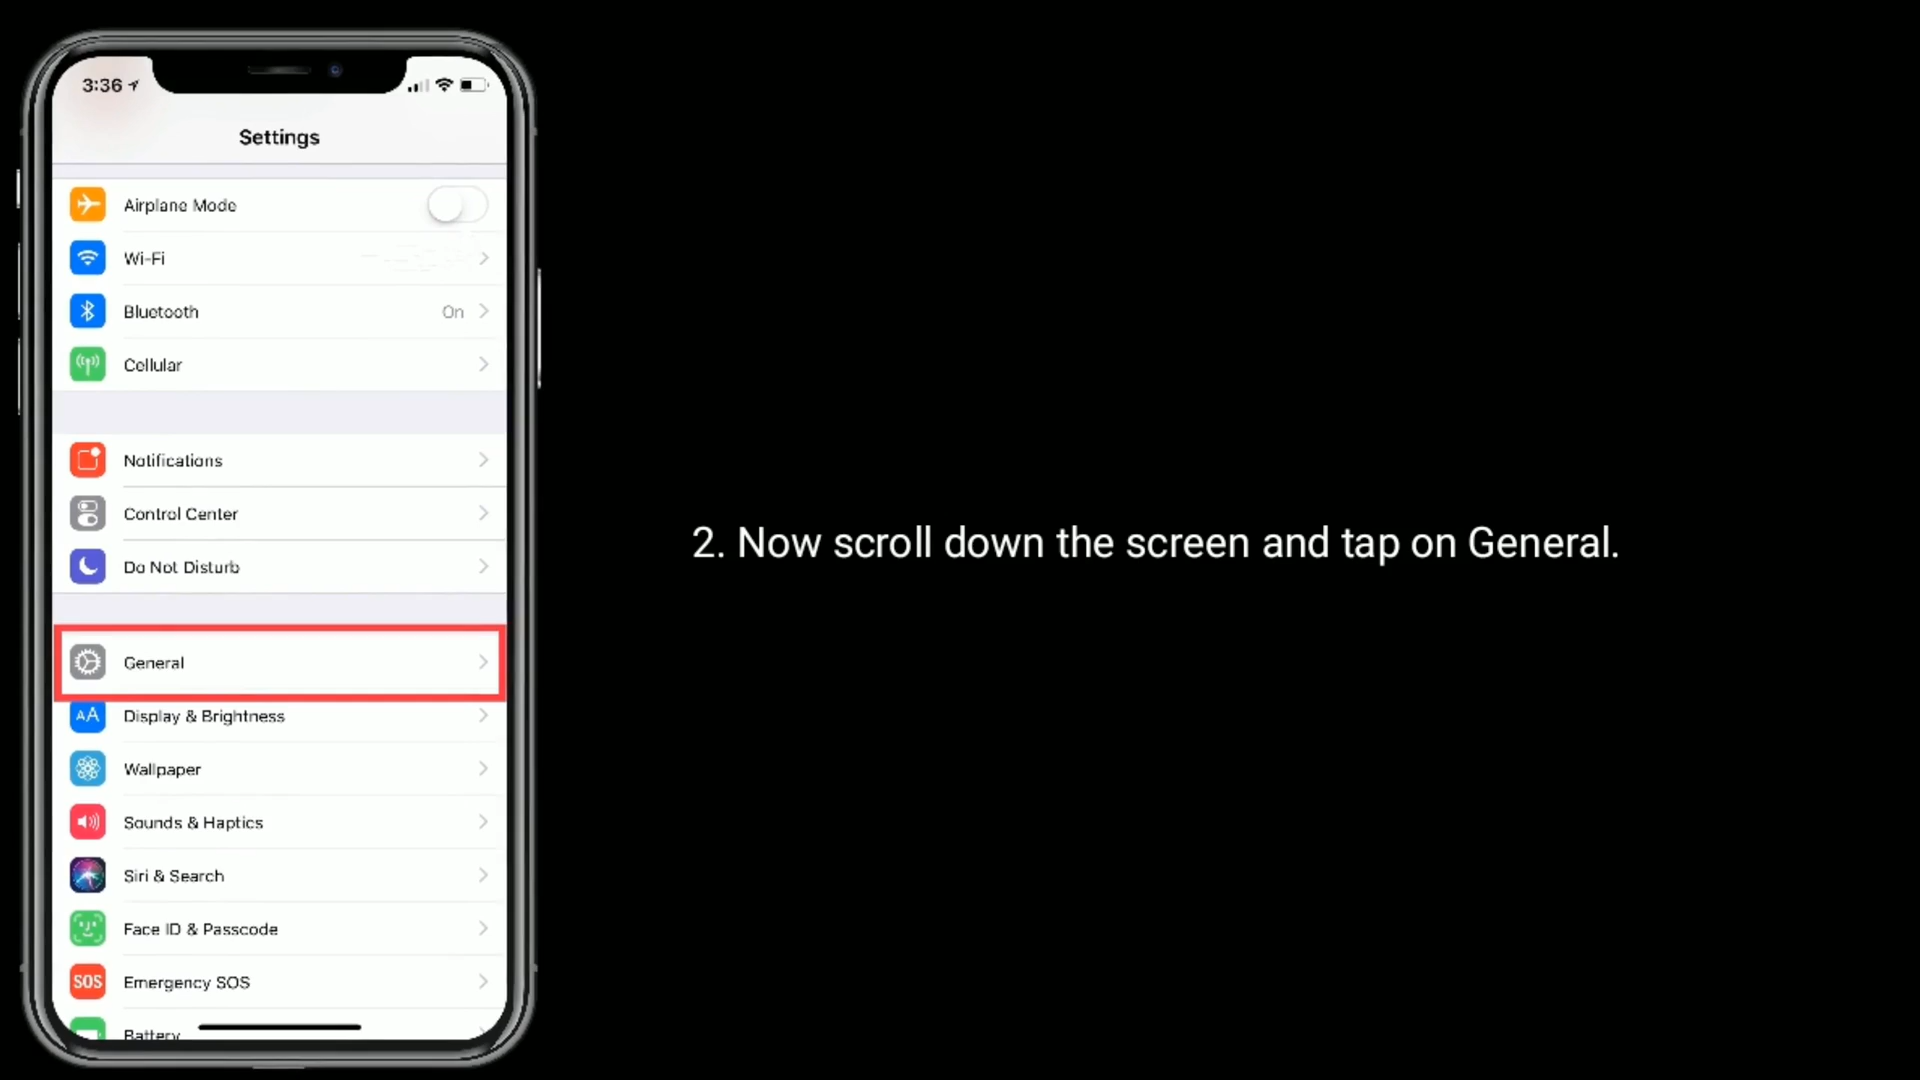 3:36
Settings
Airplane Mode
Wi-Fi
Bluetooth On
Cellular
Notifications
Control Center
Do Not Disturb
General
AA Display & Brightness
Wallpaper
Sounds & Haptics
Siri & Search
Face ID & Passcode
SOS Emergency SOS
Battery
2. Now scroll down the screen and tap on General.